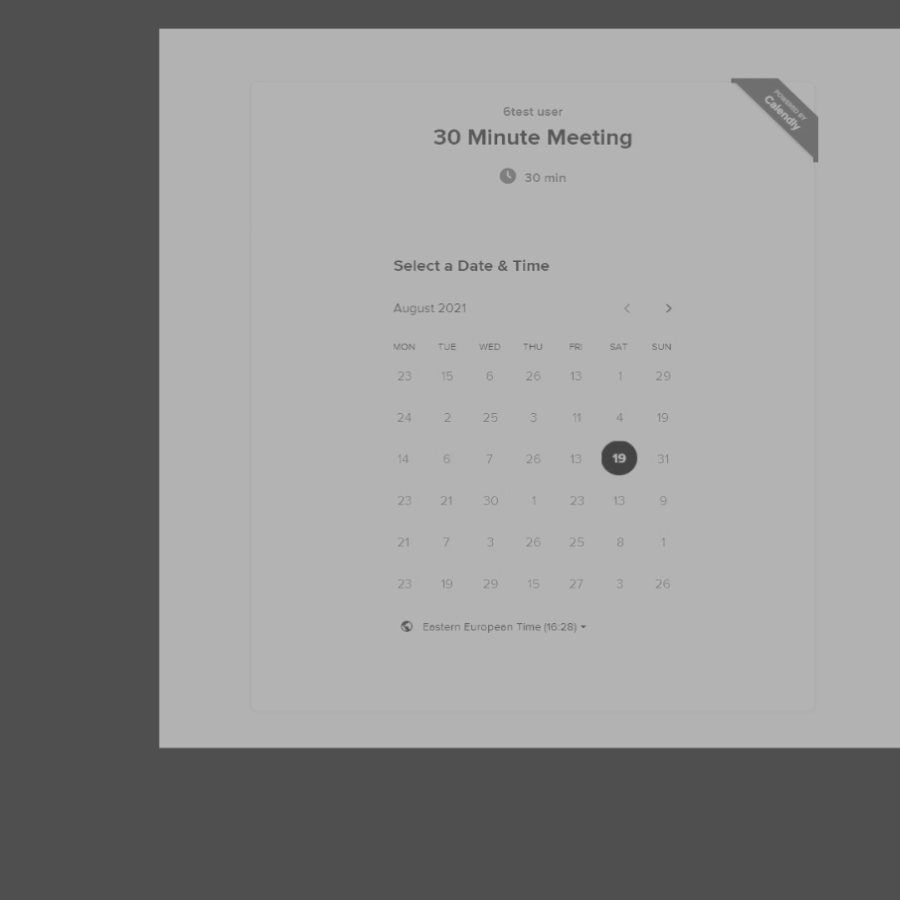 POWERED BY
Calendly
6test user
30 Minute Meeting
30 min
Select a Date & Time
August 2021
MON TUE WED THU FRI SAT SUN
23 15 6 26 13 1 29
24 2 25 3 11 4 19
14 6 7 26 13 19 31
23 21 30 1 23 13 9
21 7 3 26 25 8 1
23 19 29 15 27 3 26
Eastern European Time (16:28)